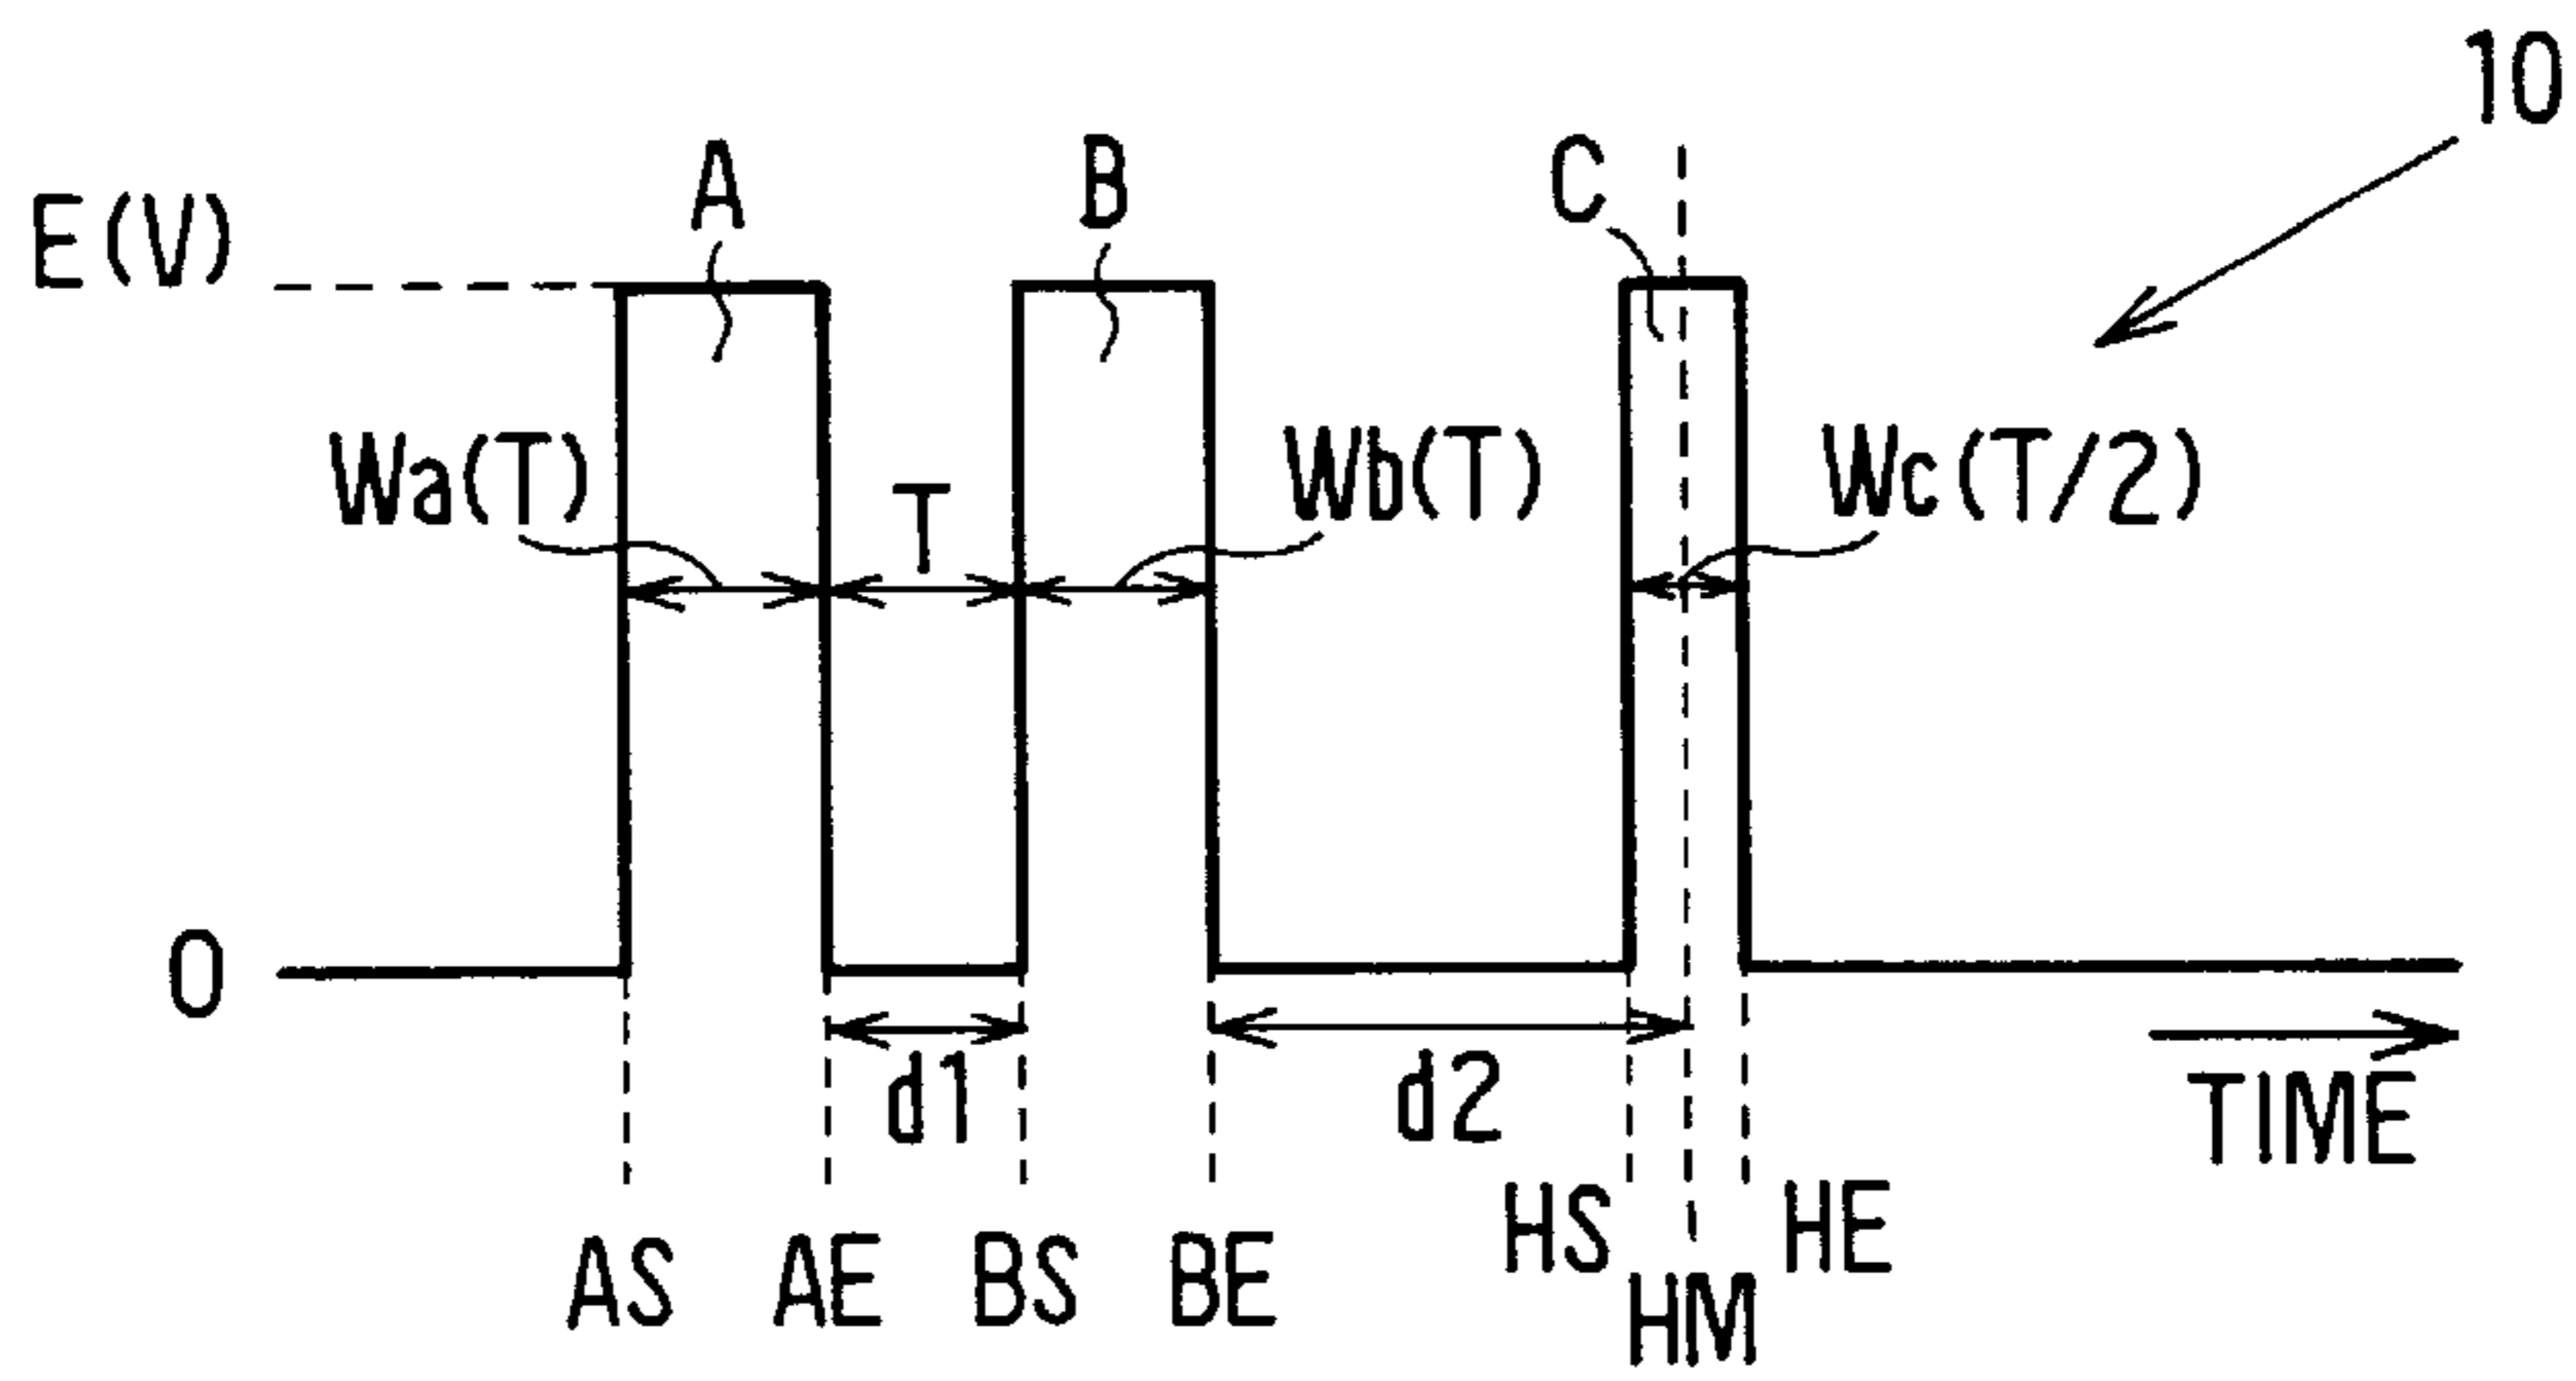 10
A B C
E(V)
Wa(T) T Wb(T) Wc(T/2)
0
d1 d2
TIME
AS AE BS BE HS HM HE